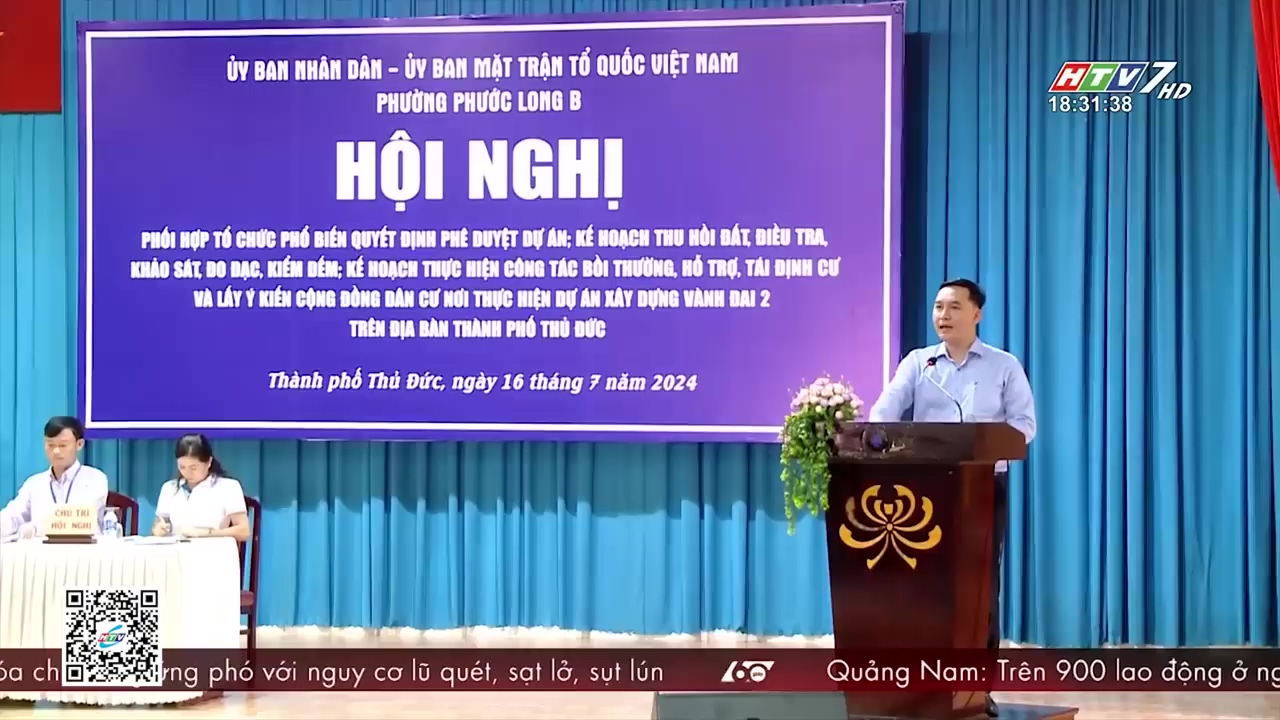 ỦY BAN NHÂN DÂN – ỦY BAN MẶT TRẬN TỔ QUỐC VIỆT NAM
PHƯỜNG PHƯỚC LONG B
HỘI NGHỊ
PHỐI HỢP TỔ CHỨC PHỔ BIẾN QUYẾT ĐỊNH PHÊ DUYỆT DỰ ÁN; KẾ HOẠCH THU HỒI ĐẤT, ĐIỀU TRA,
KHẢO SÁT, ĐO ĐẠC, KIỂM ĐẾM; KẾ HOẠCH THỰC HIỆN CÔNG TÁC BỒI THƯỜNG, HỖ TRỢ, TÁI ĐỊNH CƯ
VÀ LẤY Ý KIẾN CỘNG ĐỒNG DÂN CƯ NƠI THỰC HIỆN DỰ ÁN XÂY DỰNG VÀNH ĐAI 2
TRÊN ĐỊA BÀN THÀNH PHỐ THỦ ĐỨC
Thành phố Thủ Đức, ngày 16 tháng 7 năm 2024
HTV7 HD
18:31:38
CHỦ TRÌ
HỘI NGHỊ
HTV
ứng phó với nguy cơ lũ quét, sạt lở, sụt lún 60 giây Quảng Nam: Trên 900 lao động ở